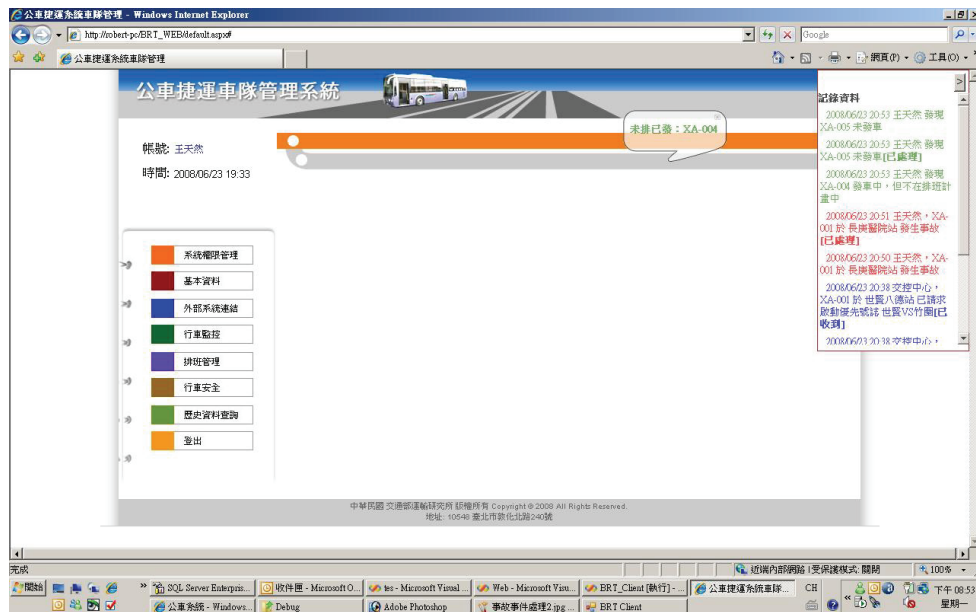 公車捷運系統車隊管理 - Windows Internet Explorer
http://robert-pc/BRT_WEB/default.aspx#
Google
公車捷運系統車隊管理
網頁(P)
工具(O)
公車捷運車隊管理系統
未排已發：XA-004
帳號: 王天然
時間: 2008/06/23 19:33
系統權限管理
基本資料
外部系統連結
行車監控
排班管理
行車安全
歷史資料查詢
登出
記錄資料
2008/06/23 20:53 王天然 發現
XA-005 未發車
2008/06/23 20:53 王天然 發現
XA-005 未發車[已處理]
2008/06/23 20:53 王天然 發現
XA-004 發車中，但不在排班計
畫中
2008/06/23 20:51 王天然，XA-
001 於 長庚醫院站 發生事故
[已處理]
2008/06/23 20:50 王天然，XA-
001 於 長庚醫院站 發生事故
2008/06/23 20:38 交控中心，
XA-001 於 世賢八德站 已請求
啟動優先號誌 世賢VS竹圍[已
收到]
2008/06/23 20:38 交控中心，
中華民國 交通部運輸研究所 版權所有 Copyright © 2008 All Rights Reserved.
地址: 10548 臺北市敦化北路240號
完成
近端內部網路 | 受保護模式: 關閉
100%
開始
SQL Server Enterpris...
收件匣 - Microsoft O...
tes - Microsoft Visual ...
Web - Microsoft Visu...
BRT_Client [執行] - ...
公車捷運系統車隊...
CH
下午 08:5
公車系統 - Windows...
Debug
Adobe Photoshop
事故事件處理2.jpg ...
BRT Client
星期一